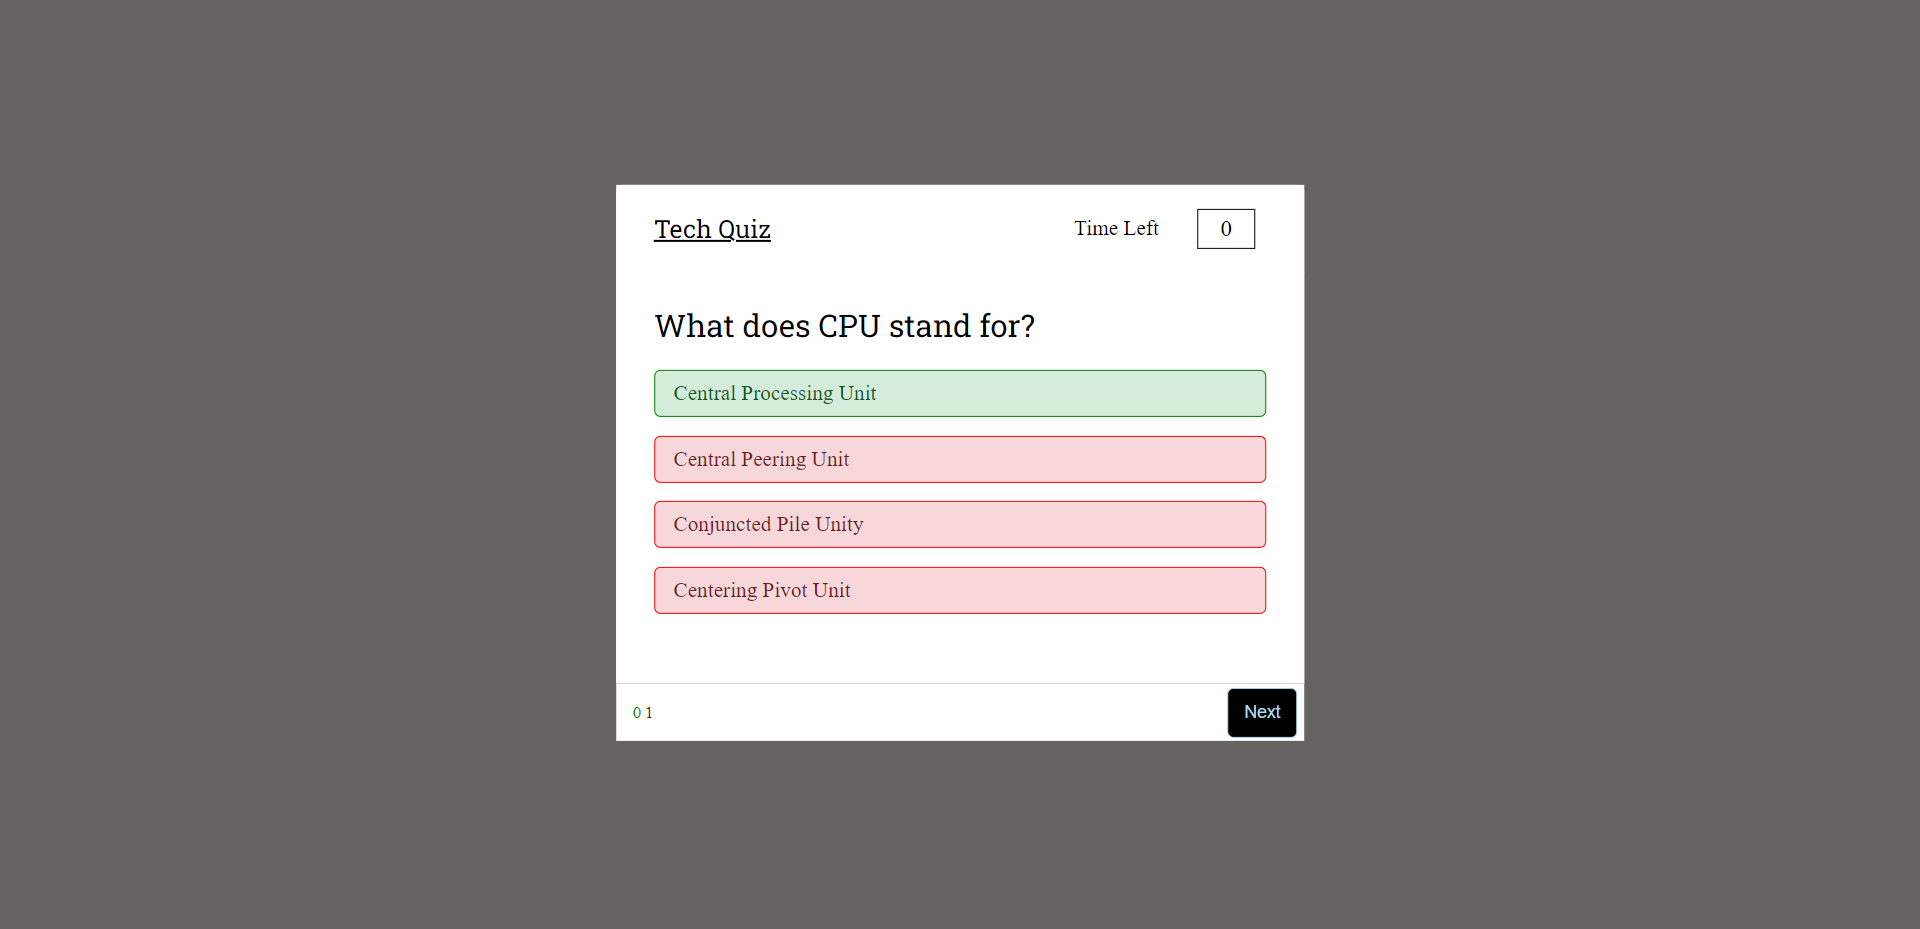 Tech Quiz
Time Left 0
What does CPU stand for?
Central Processing Unit
Central Peering Unit
Conjuncted Pile Unity
Centering Pivot Unit
0 1
Next